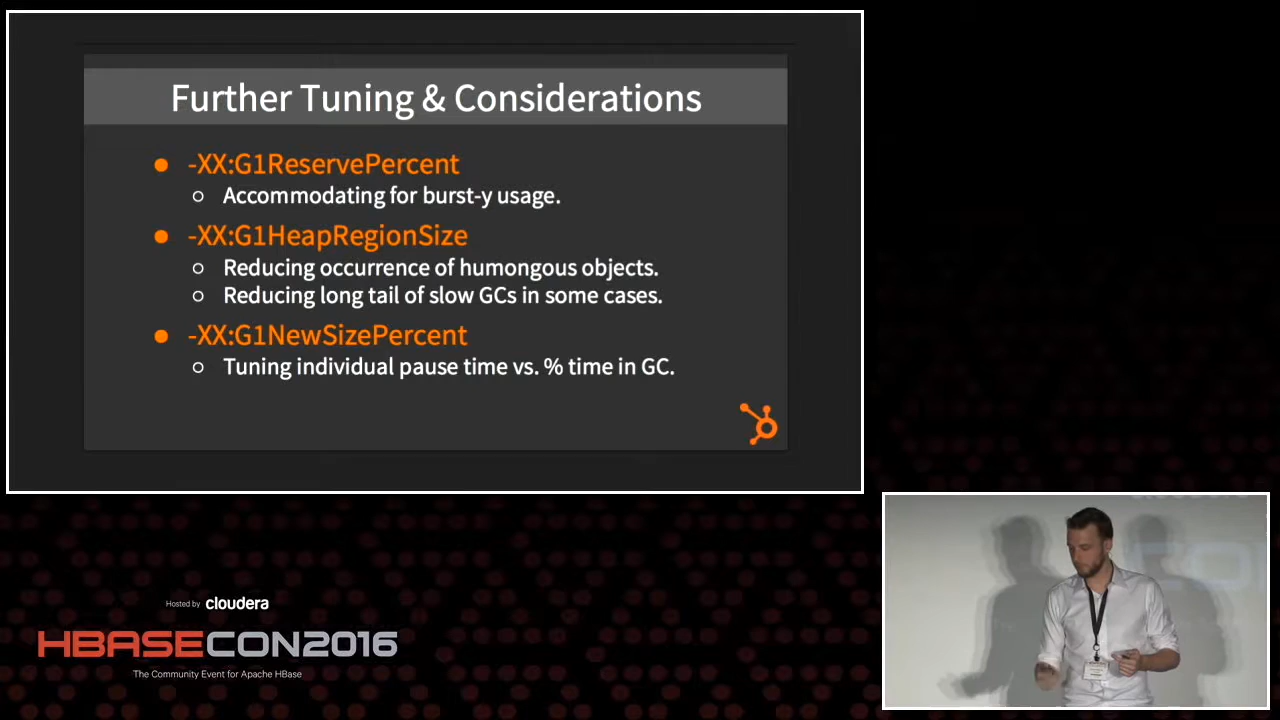 Further Tuning & Considerations
-XX:G1ReservePercent
Accommodating for burst-y usage.
-XX:G1HeapRegionSize
Reducing occurrence of humongous objects.
Reducing long tail of slow GCs in some cases.
-XX:G1NewSizePercent
Tuning individual pause time vs. % time in GC.
Hosted by cloudera
HBASECON2016
The Community Event for Apache HBase